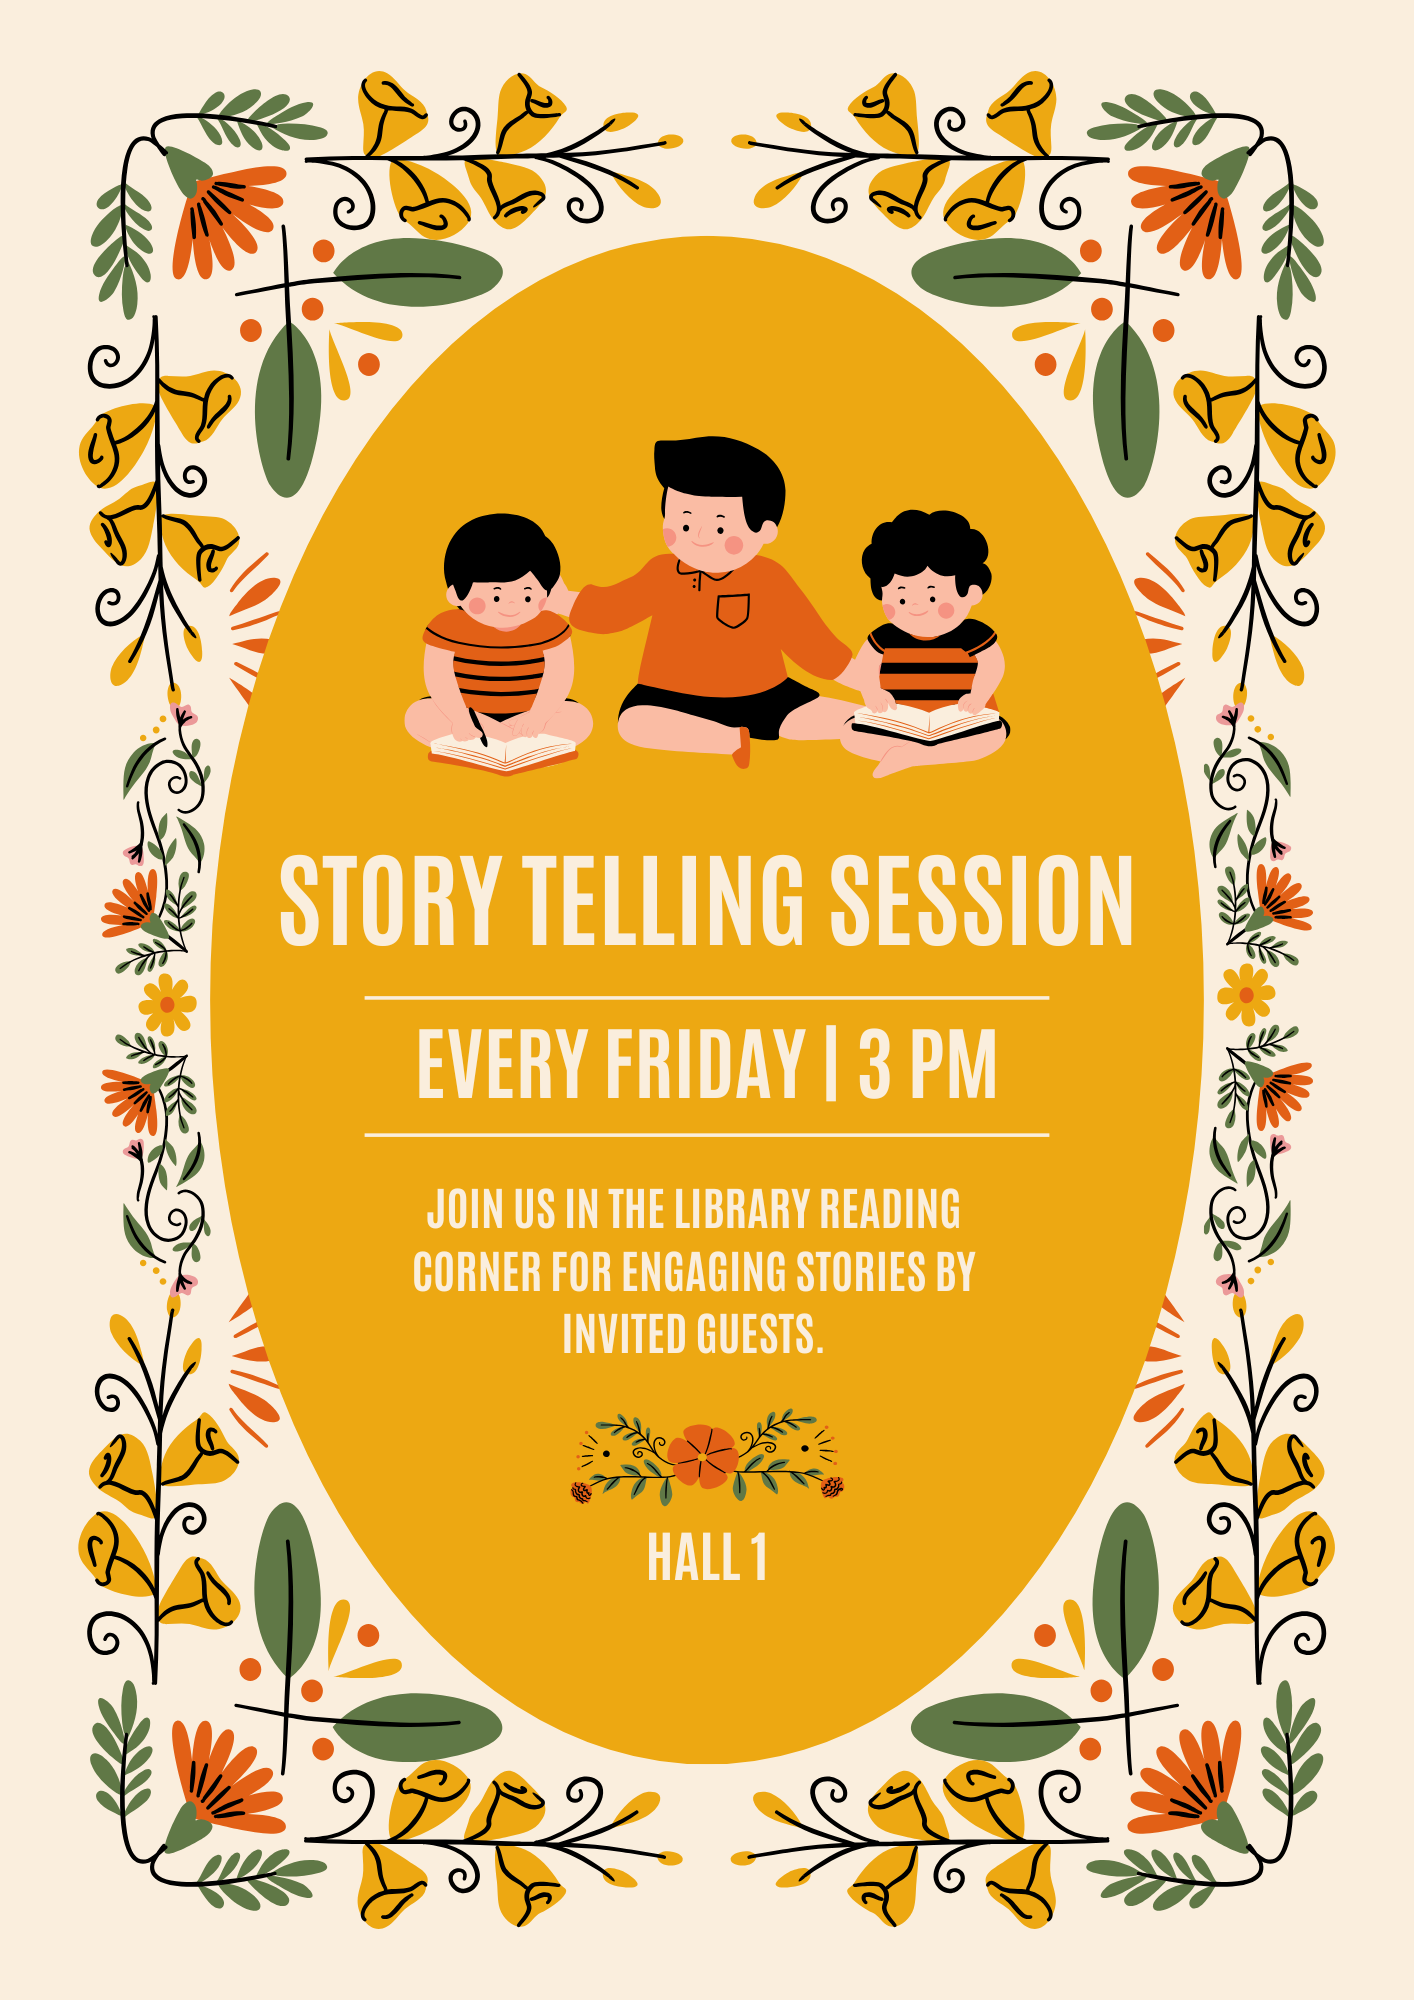 STORY TELLING SESSION
EVERY FRIDAY | 3 PM
JOIN US IN THE LIBRARY READING
CORNER FOR ENGAGING STORIES BY
INVITED GUESTS.
HALL 1